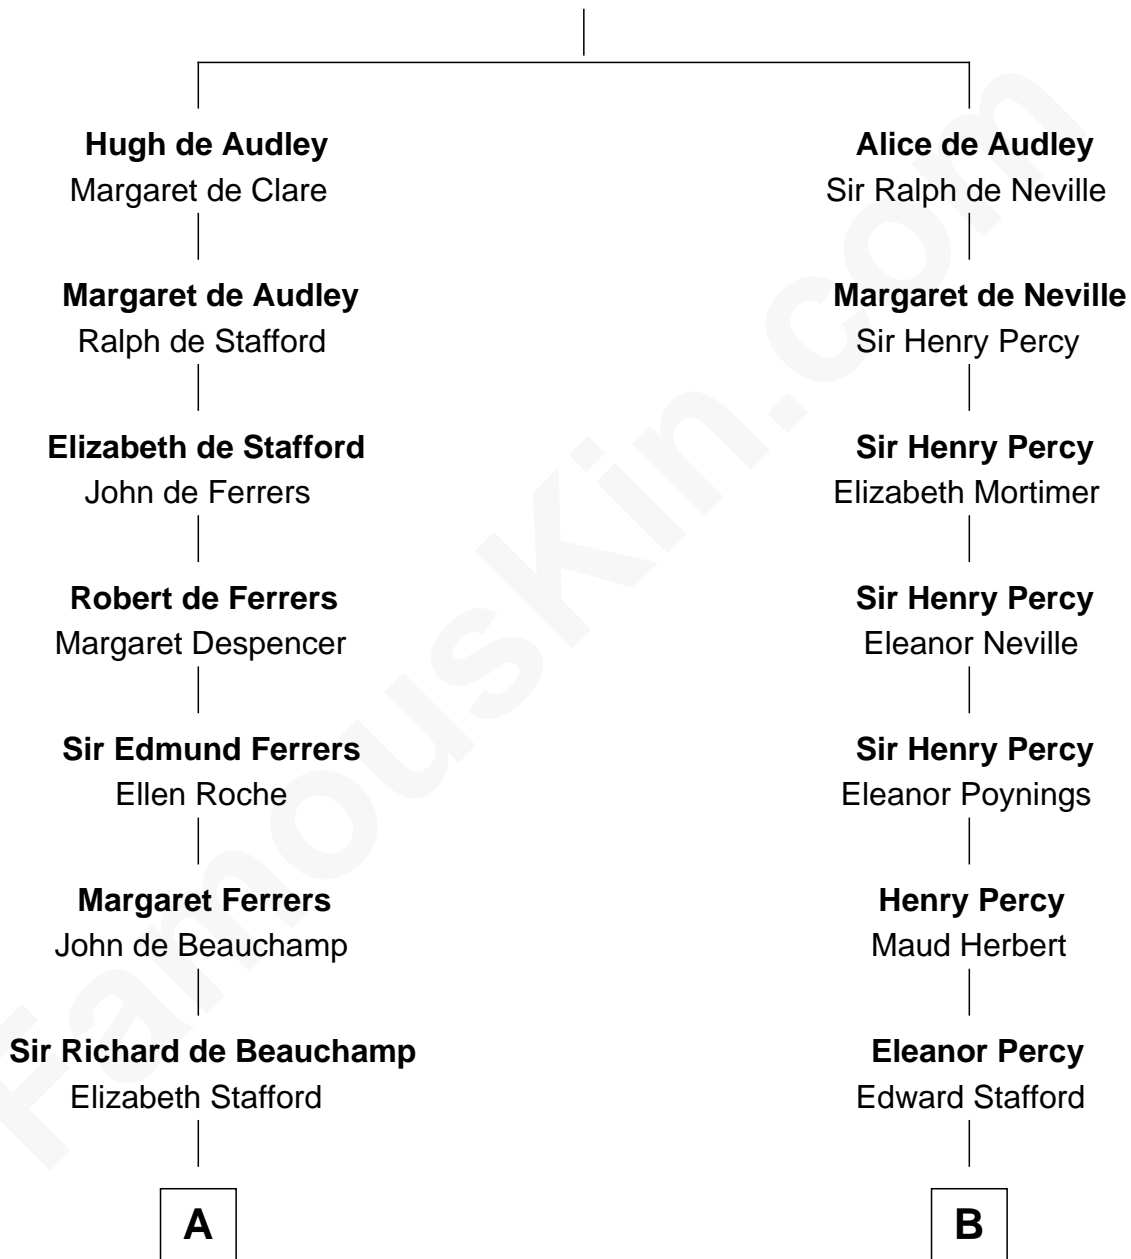 Hugh de Audley
Margaret de Clare
Margaret de Audley
Ralph de Stafford
Elizabeth de Stafford
John de Ferrers
Robert de Ferrers
Margaret Despencer
Sir Edmund Ferrers
Ellen Roche
Margaret Ferrers
John de Beauchamp
Sir Richard de Beauchamp
Elizabeth Stafford
A
Alice de Audley
Sir Ralph de Neville
Margaret de Neville
Sir Henry Percy
Sir Henry Percy
Elizabeth Mortimer
Sir Henry Percy
Eleanor Neville
Sir Henry Percy
Eleanor Poynings
Henry Percy
Maud Herbert
Eleanor Percy
Edward Stafford
B
FamousKin.com